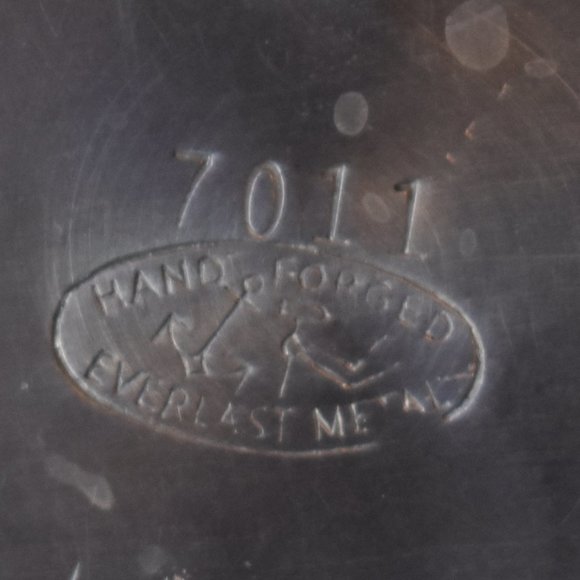 7011
HAND FORGED
EVERLAST METAL